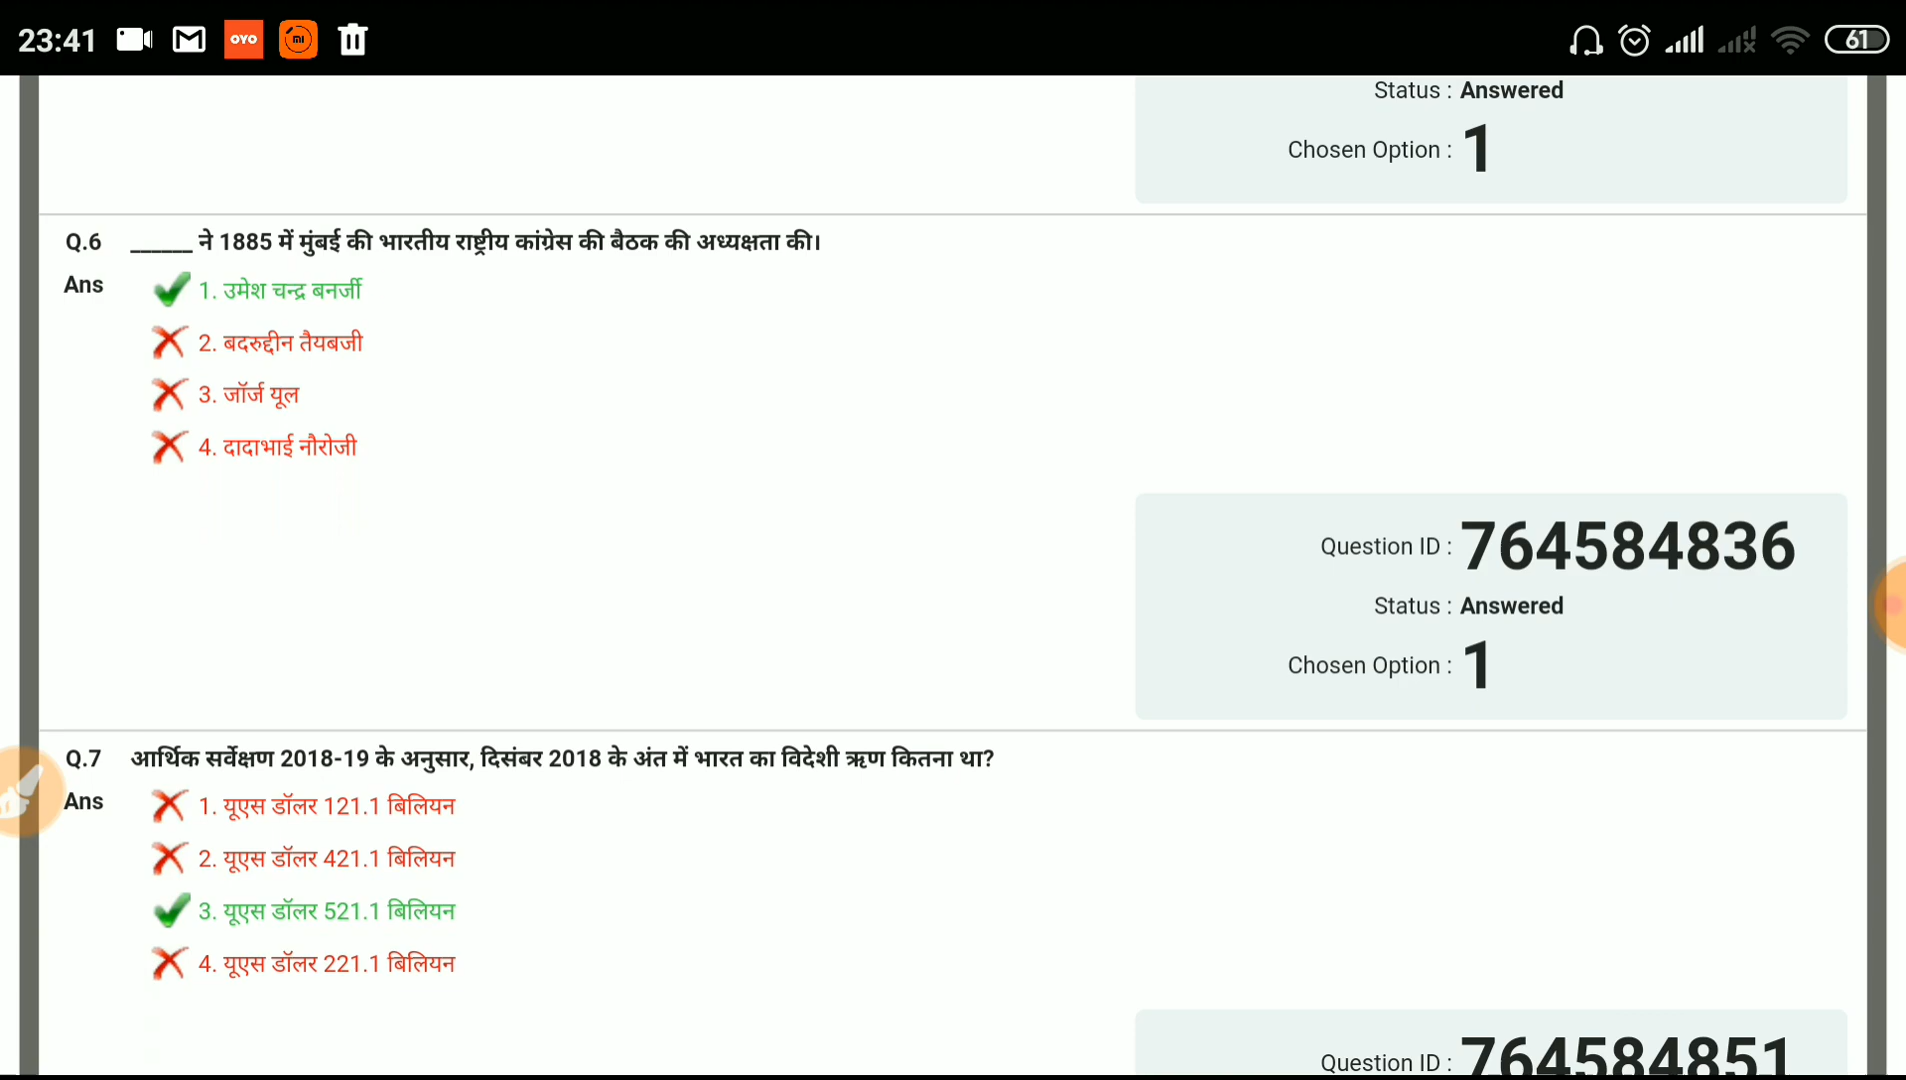 23:41 OYO mi 61
Status : Answered
Chosen Option : 1
Q.6 ______ ने 1885 में मुंबई की भारतीय राष्ट्रीय कांग्रेस की बैठक की अध्यक्षता की।
Ans 1. उमेश चन्द्र बनर्जी
2. बदरुद्दीन तैयबजी
3. जॉर्ज यूल
4. दादाभाई नौरोजी
Question ID : 764584836
Status : Answered
Chosen Option : 1
Q.7 आर्थिक सर्वेक्षण 2018-19 के अनुसार, दिसंबर 2018 के अंत में भारत का विदेशी ऋण कितना था?
Ans 1. यूएस डॉलर 121.1 बिलियन
2. यूएस डॉलर 421.1 बिलियन
3. यूएस डॉलर 521.1 बिलियन
4. यूएस डॉलर 221.1 बिलियन
Question ID : 764584851